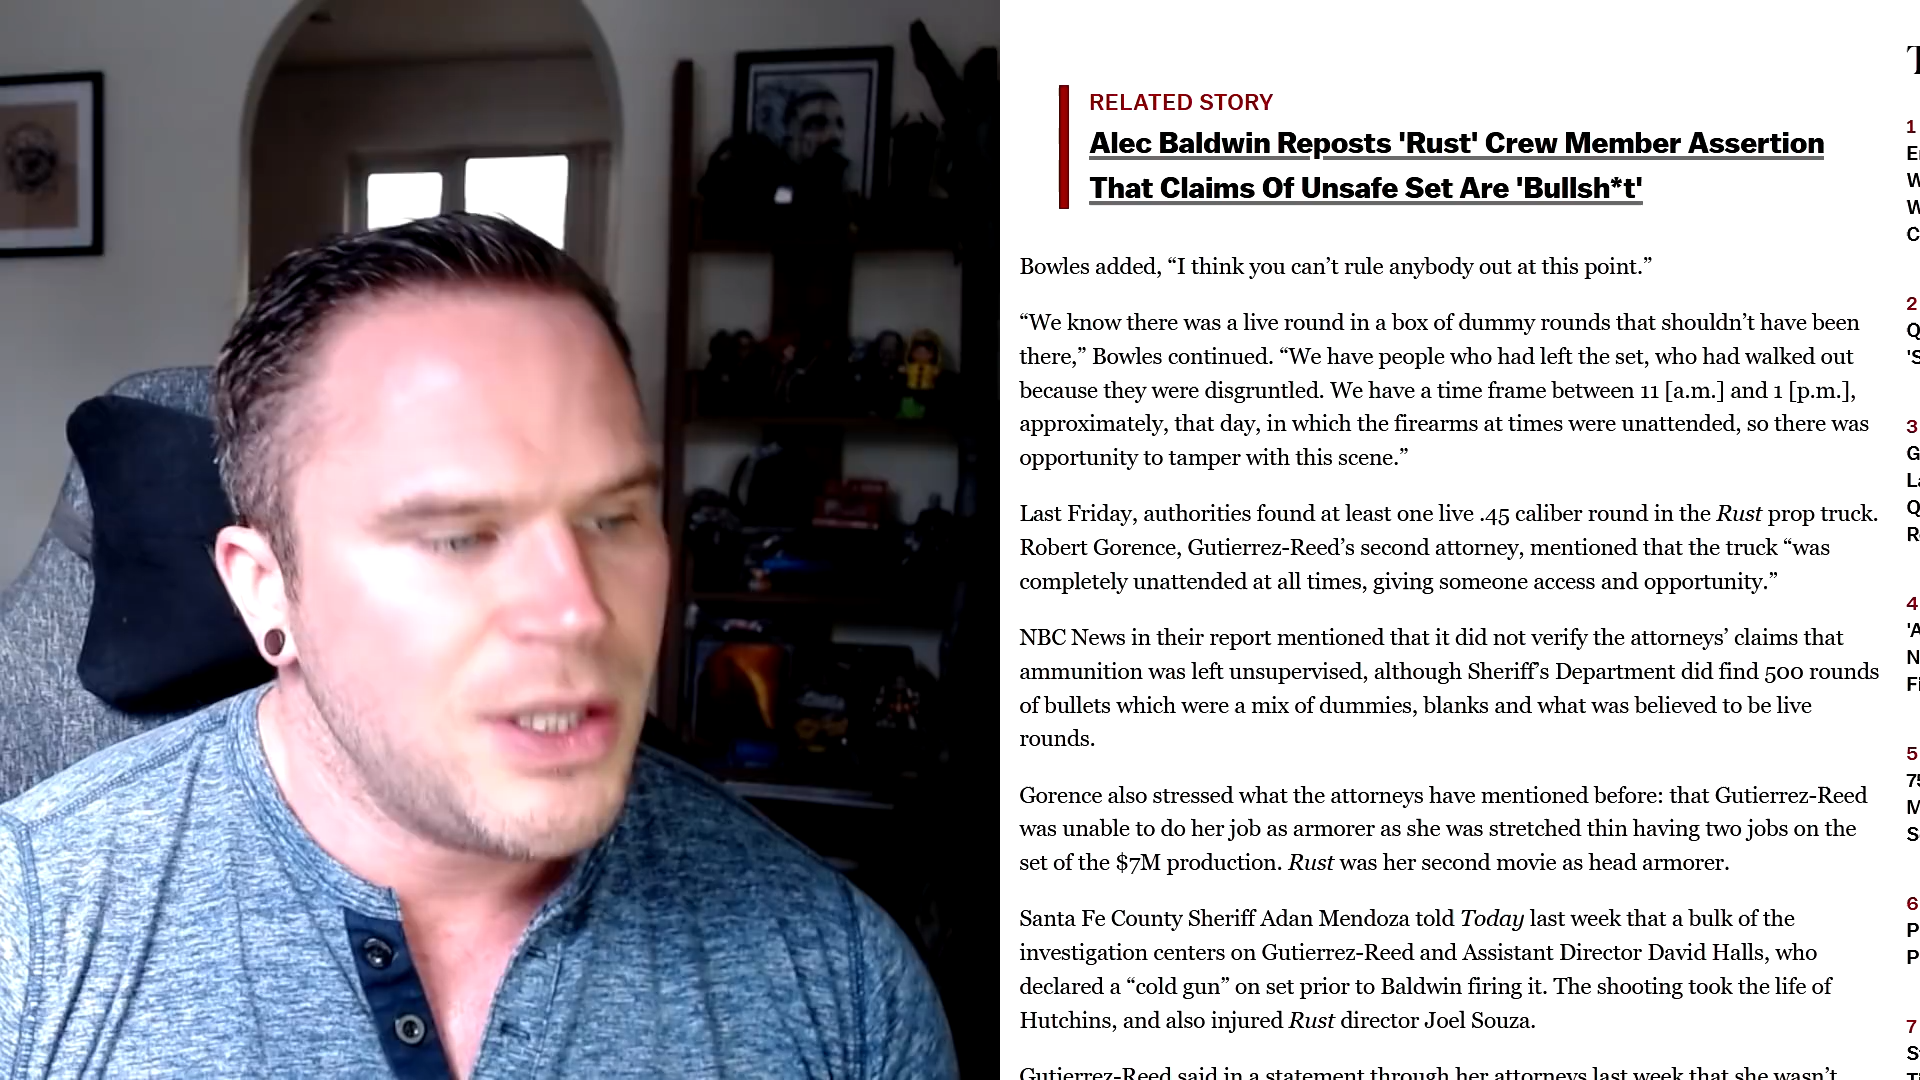 RELATED STORY
Alec Baldwin Reposts 'Rust' Crew Member Assertion
That Claims Of Unsafe Set Are 'Bullsh*t'
Bowles added, “I think you can’t rule anybody out at this point.”
“We know there was a live round in a box of dummy rounds that shouldn’t have been
there,” Bowles continued. “We have people who had left the set, who had walked out
because they were disgruntled. We have a time frame between 11 [a.m.] and 1 [p.m.],
approximately, that day, in which the firearms at times were unattended, so there was
opportunity to tamper with this scene.”
Last Friday, authorities found at least one live .45 caliber round in the Rust prop truck.
Robert Gorence, Gutierrez-Reed’s second attorney, mentioned that the truck “was
completely unattended at all times, giving someone access and opportunity.”
NBC News in their report mentioned that it did not verify the attorneys’ claims that
ammunition was left unsupervised, although Sheriff’s Department did find 500 rounds
of bullets which were a mix of dummies, blanks and what was believed to be live
rounds.
Gorence also stressed what the attorneys have mentioned before: that Gutierrez-Reed
was unable to do her job as armorer as she was stretched thin having two jobs on the
set of the $7M production. Rust was her second movie as head armorer.
Santa Fe County Sheriff Adan Mendoza told Today last week that a bulk of the
investigation centers on Gutierrez-Reed and Assistant Director David Halls, who
declared a “cold gun” on set prior to Baldwin firing it. The shooting took the life of
Hutchins, and also injured Rust director Joel Souza.
Gutierrez-Reed said in a statement through her attorneys last week that she wasn’t
1
2
3
4
5
6
7